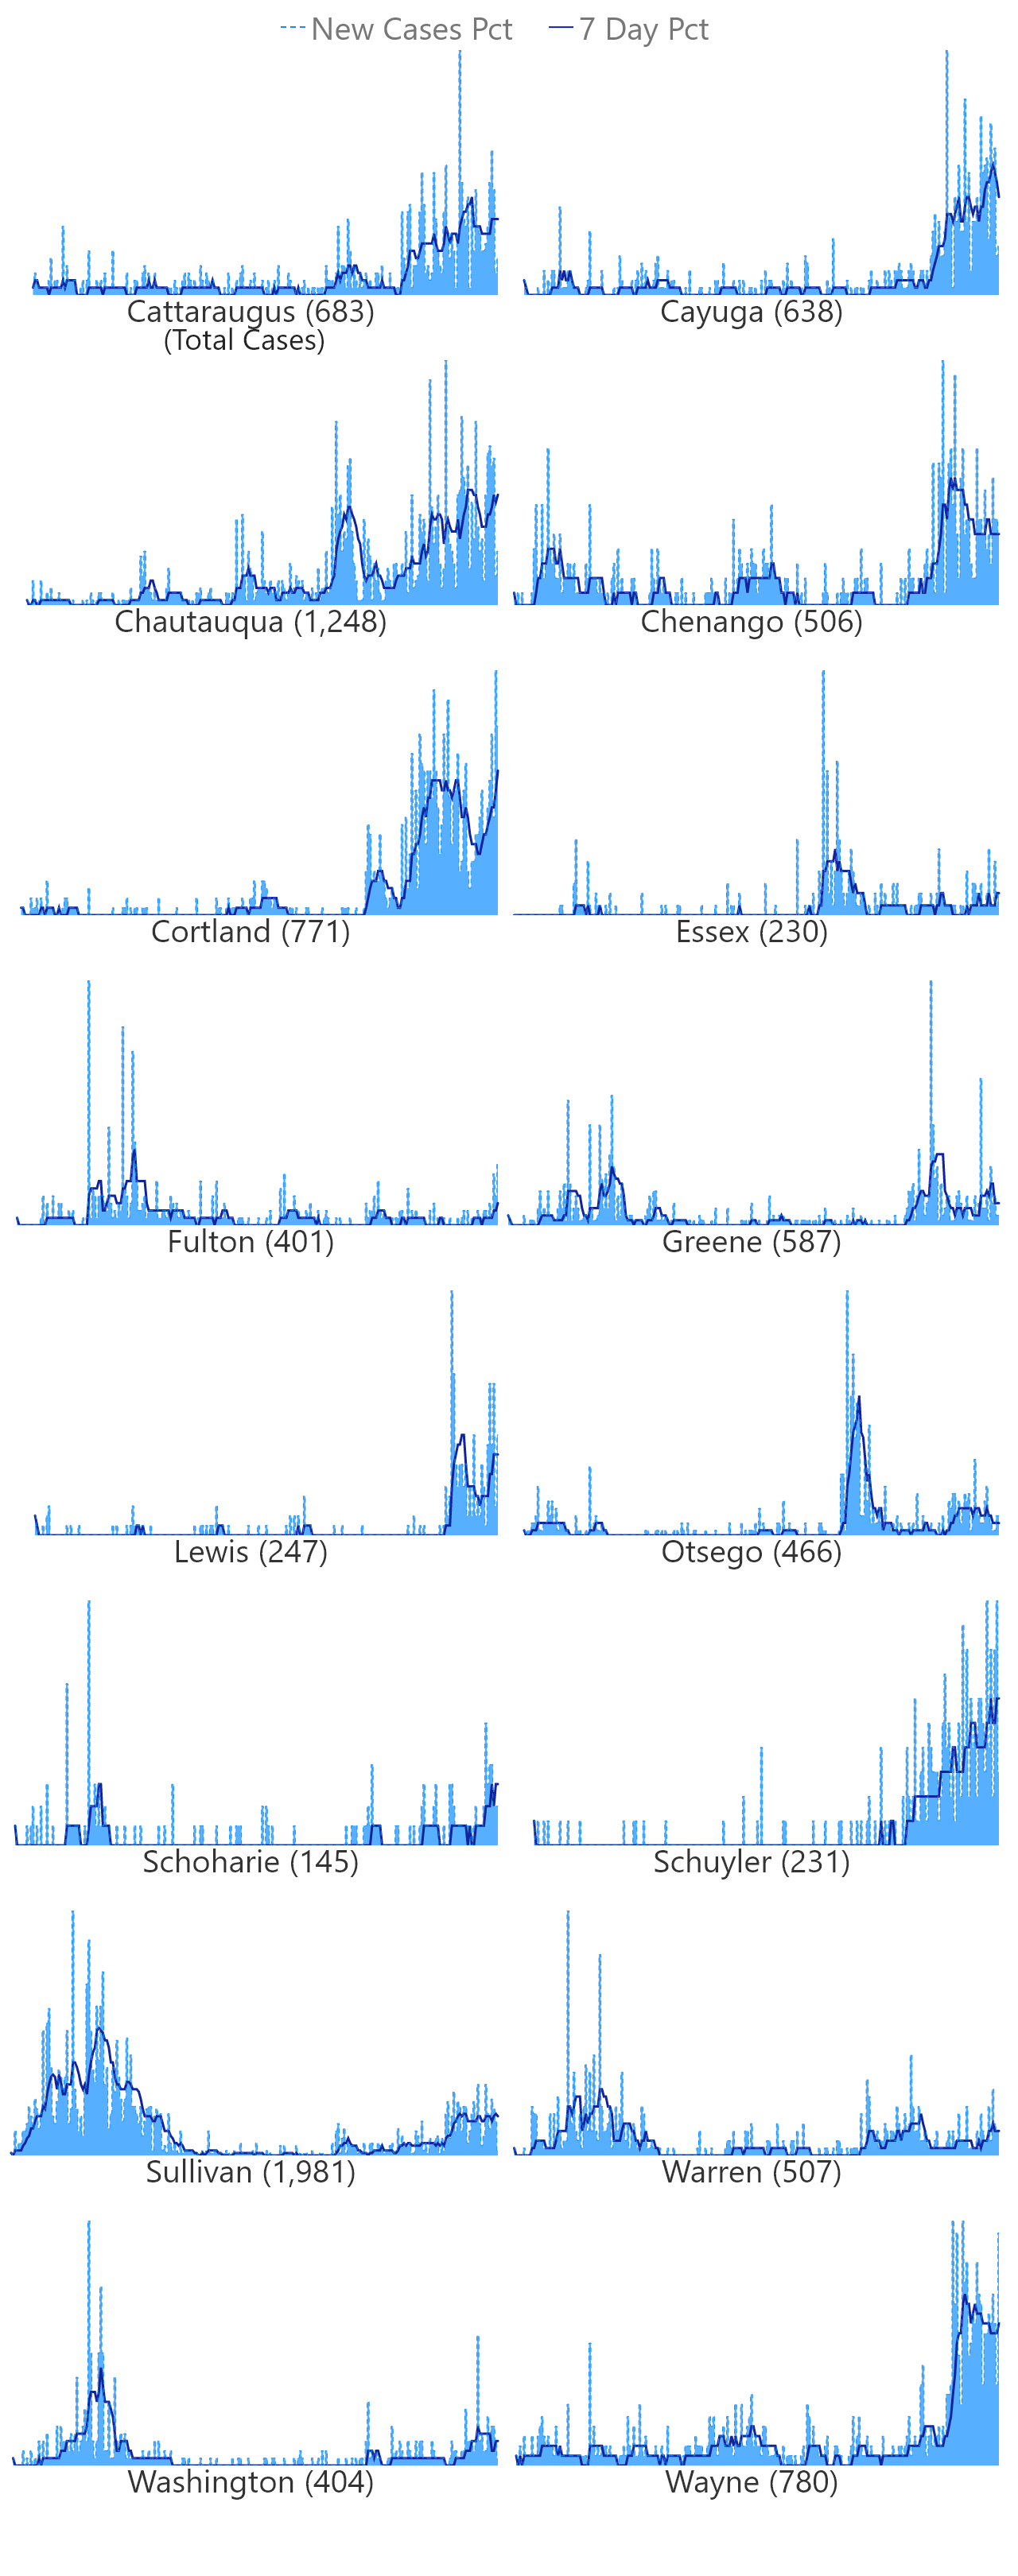 New Cases Pct 7 Day Pct
Cattaraugus (683) Cayuga (638)
(Total Cases)
Chautauqua (1,248) Chenango (506)
Cortland (771) Essex (230)
Fulton (401) Greene (587)
Lewis (247) Otsego (466)
Schoharie (145) Schuyler (231)
Sullivan (1,981) Warren (507)
Washington (404) Wayne (780)